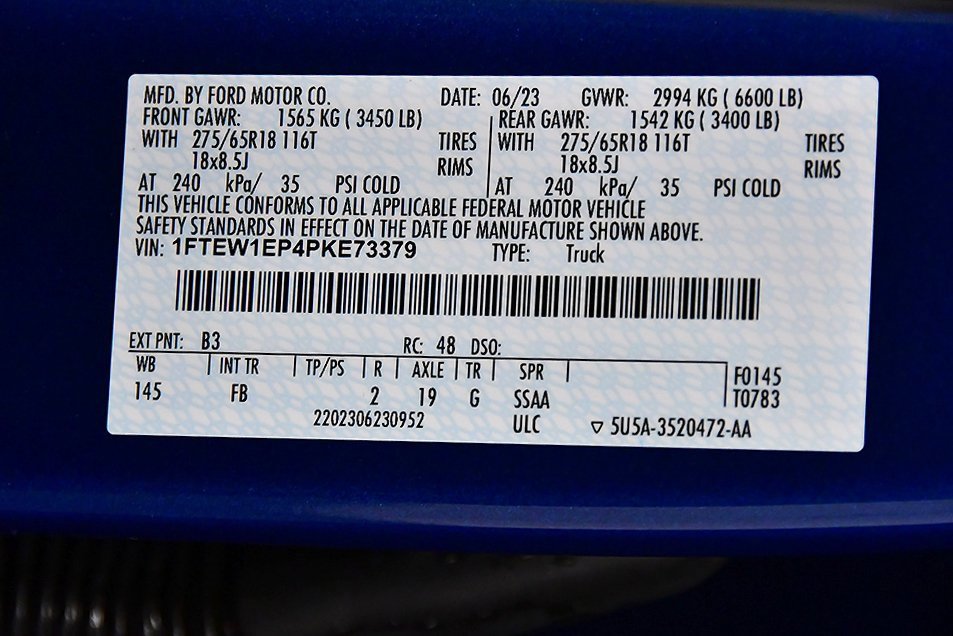 MFD. BY FORD MOTOR CO. DATE: 06/23 GVWR: 2994 KG ( 6600 LB)
FRONT GAWR: 1565 KG ( 3450 LB) REAR GAWR: 1542 KG ( 3400 LB)
WITH 275/65R18 116T TIRES WITH 275/65R18 116T TIRES
18x8.5J RIMS 18x8.5J RIMS
AT 240 kPa/ 35 PSI COLD AT 240 kPa/ 35 PSI COLD
THIS VEHICLE CONFORMS TO ALL APPLICABLE FEDERAL MOTOR VEHICLE
SAFETY STANDARDS IN EFFECT ON THE DATE OF MANUFACTURE SHOWN ABOVE.
VIN: 1FTEW1EP4PKE73379 TYPE: Truck
EXT PNT: B3 RC: 48 DSO:
WB INT TR TP/PS R AXLE TR SPR F0145
145 FB 2 19 G SSAA T0783
2202306230952 ULC ▽ 5U5A-3520472-AA